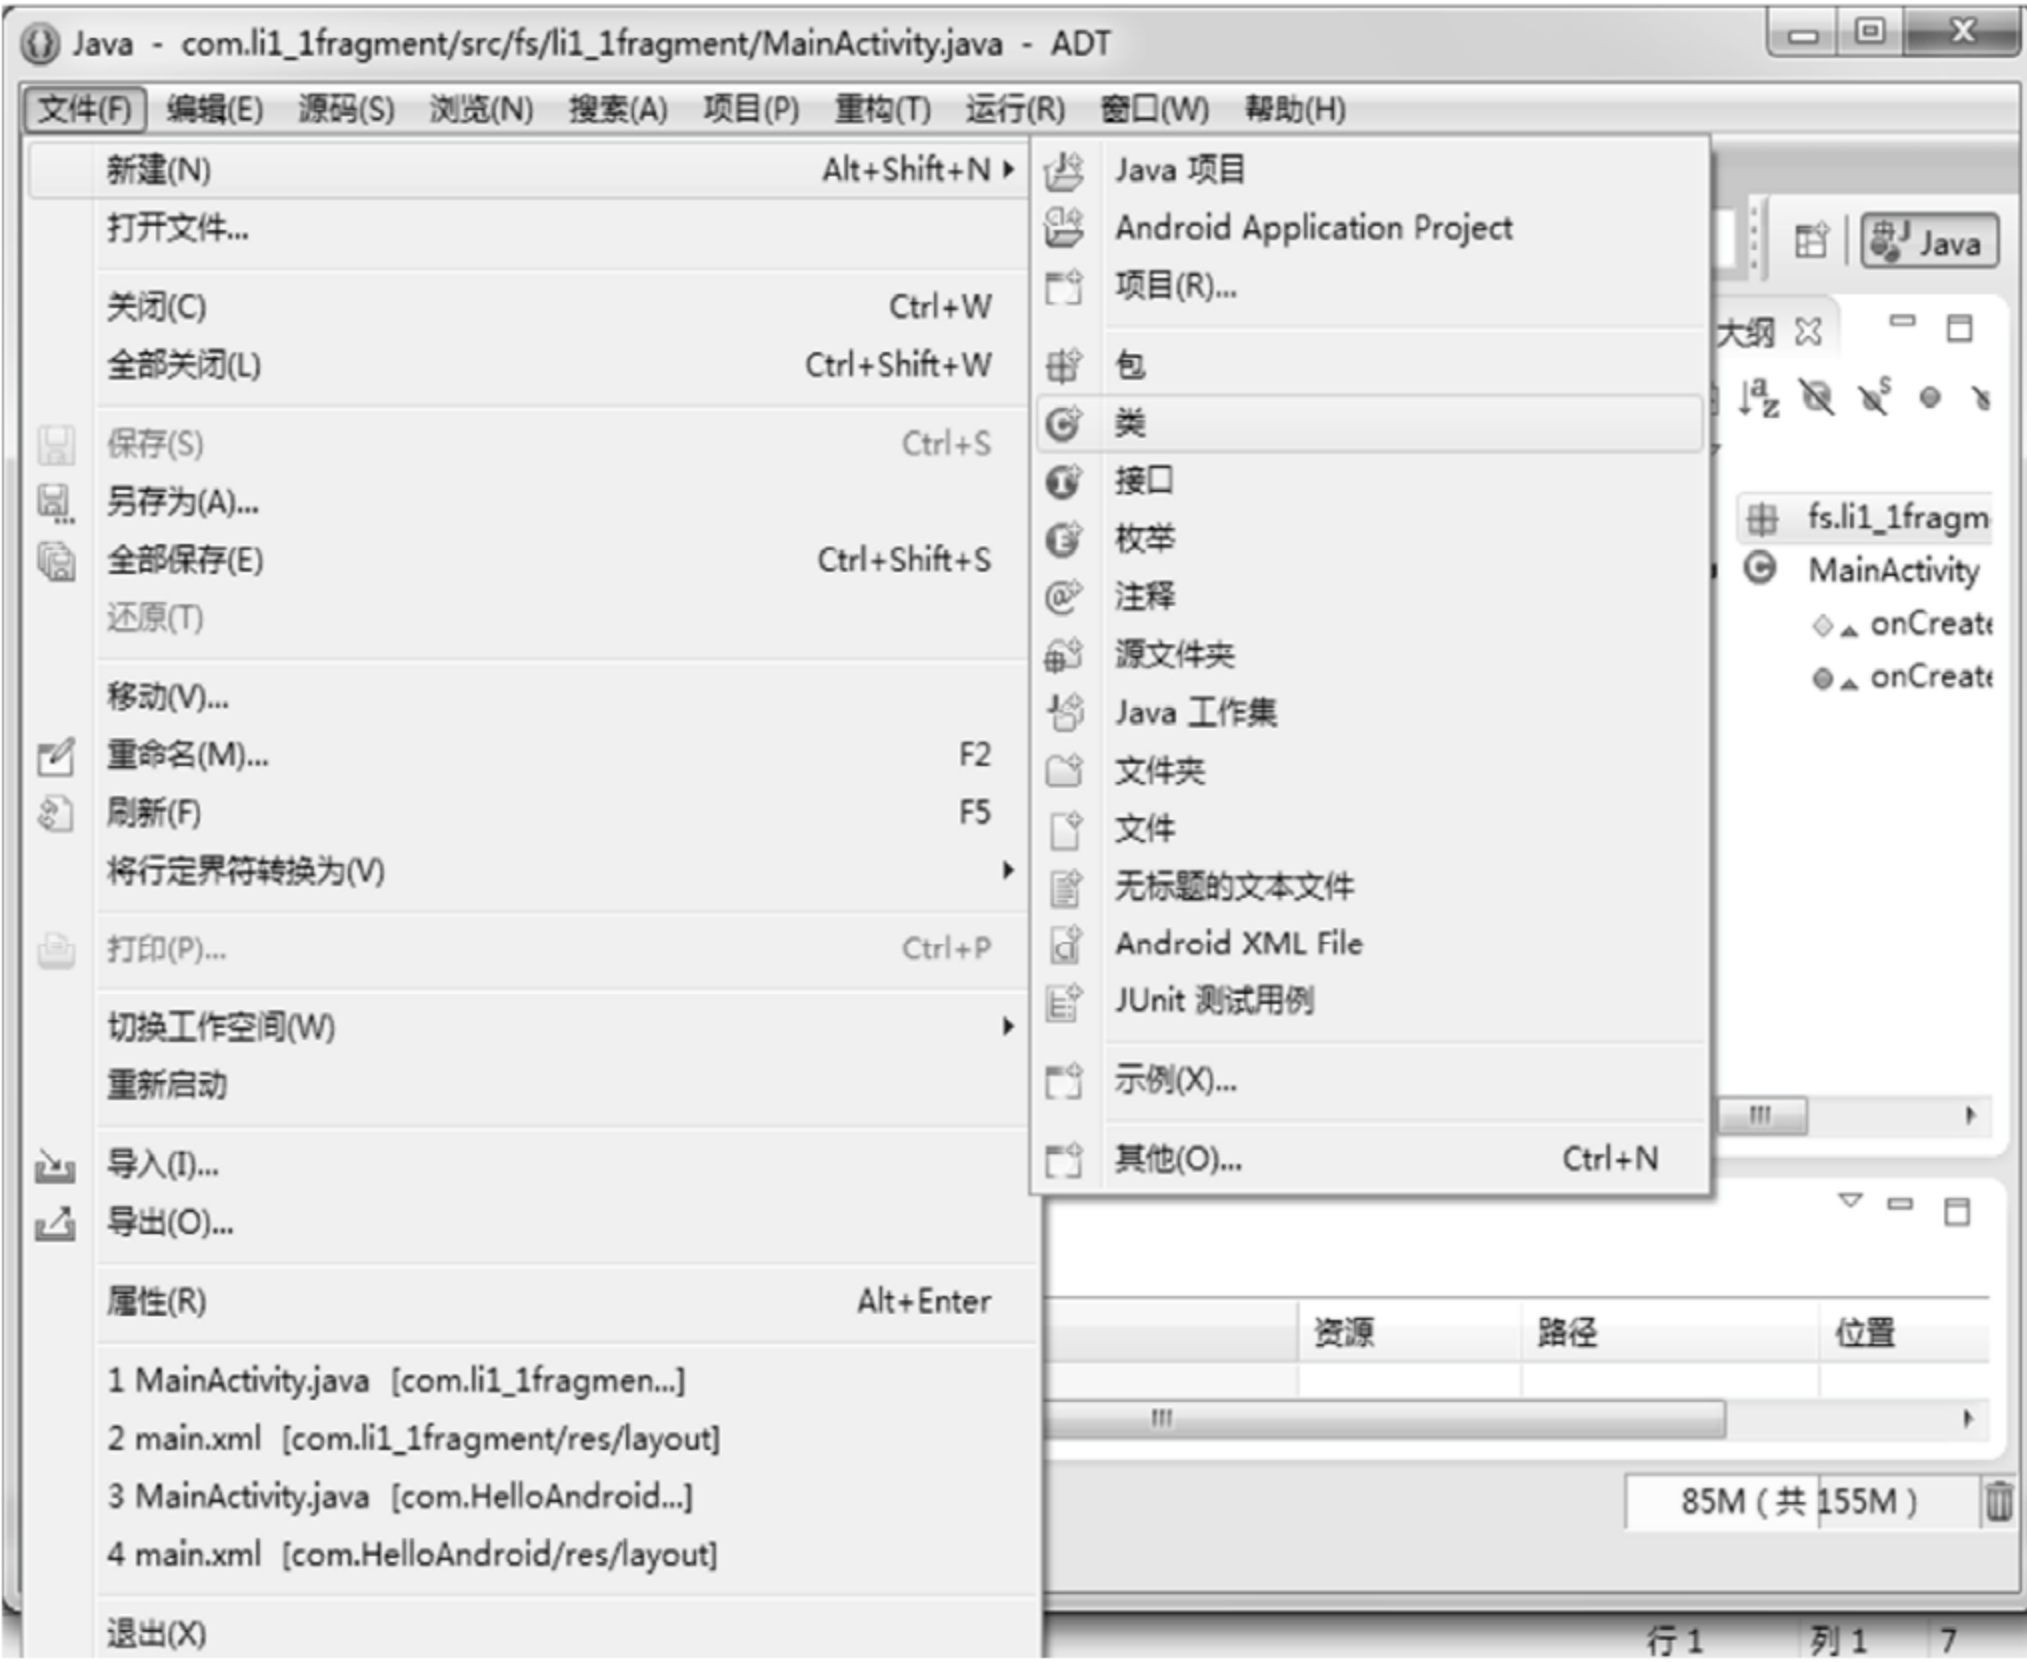 Java - com.li1_1fragment/src/fs/li1_1fragment/MainActivity.java - ADT
文件(F) 编辑(E) 源码(S) 浏览(N) 搜索(A) 项目(P) 重构(T) 运行(R) 窗口(W) 帮助(H)
新建(N) Alt+Shift+N
打开文件...
关闭(C) Ctrl+W
全部关闭(L) Ctrl+Shift+W
保存(S) Ctrl+S
另存为(A)...
全部保存(E) Ctrl+Shift+S
还原(T)
移动(V)...
重命名(M)... F2
刷新(F) F5
将行定界符转换为(V)
打印(P)... Ctrl+P
切换工作空间(W)
重新启动
导入(I)...
导出(O)...
属性(R) Alt+Enter
1 MainActivity.java [com.li1_1fragmen...]
2 main.xml [com.li1_1fragment/res/layout]
3 MainActivity.java [com.HelloAndroid...]
4 main.xml [com.HelloAndroid/res/layout]
退出(X)
Java 项目
Android Application Project
项目(R)...
包
类
接口
枚举
注释
源文件夹
Java 工作集
文件夹
文件
无标题的文本文件
Android XML File
JUnit 测试用例
示例(X)...
其他(O)... Ctrl+N
Java
大纲
fs.li1_1fragm
MainActivity
onCreate
onCreate
资源 路径 位置
85M ( 共 155M )
行 1 列 1 7